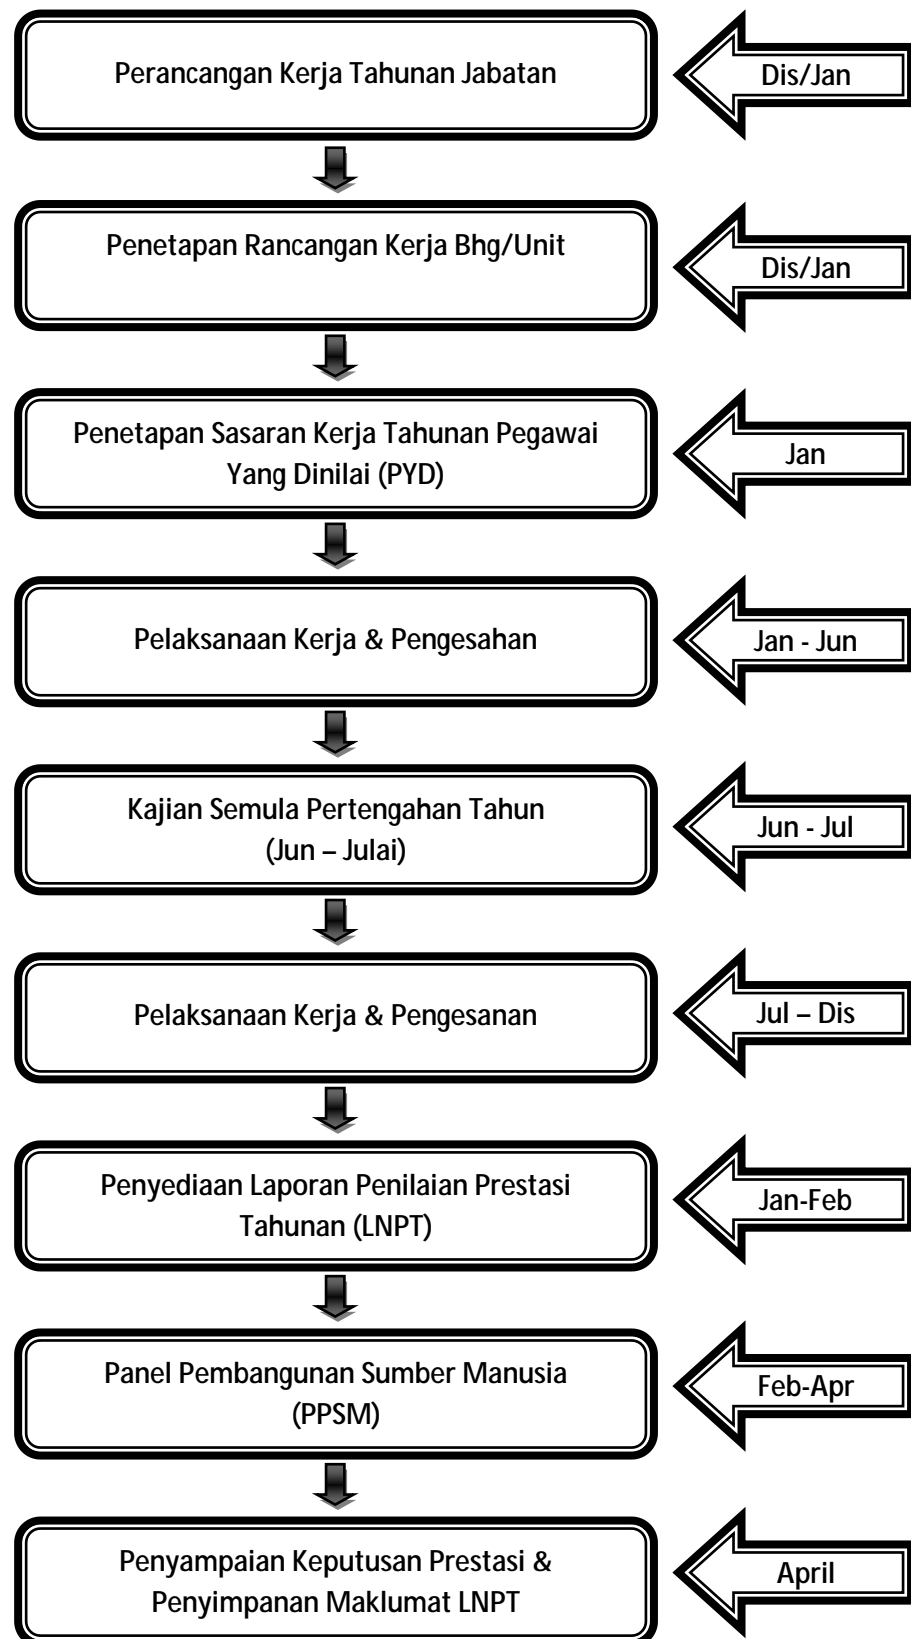 Perancangan Kerja Tahunan Jabatan
Dis/Jan
Penetapan Rancangan Kerja Bhg/Unit
Dis/Jan
Penetapan Sasaran Kerja Tahunan Pegawai
Yang Dinilai (PYD)
Jan
Pelaksanaan Kerja & Pengesahan
Jan - Jun
Kajian Semula Pertengahan Tahun
(Jun – Julai)
Jun - Jul
Pelaksanaan Kerja & Pengesanan
Jul – Dis
Penyediaan Laporan Penilaian Prestasi
Tahunan (LNPT)
Jan-Feb
Panel Pembangunan Sumber Manusia
(PPSM)
Feb-Apr
Penyampaian Keputusan Prestasi &
Penyimpanan Maklumat LNPT
April